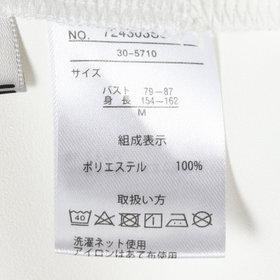 NO.
30-5710
サイズ
バスト 79~87
身長 154~162
M
組成表示
ポリエステル 100%
取扱い方
洗濯ネット使用
アイロンはあて布使用